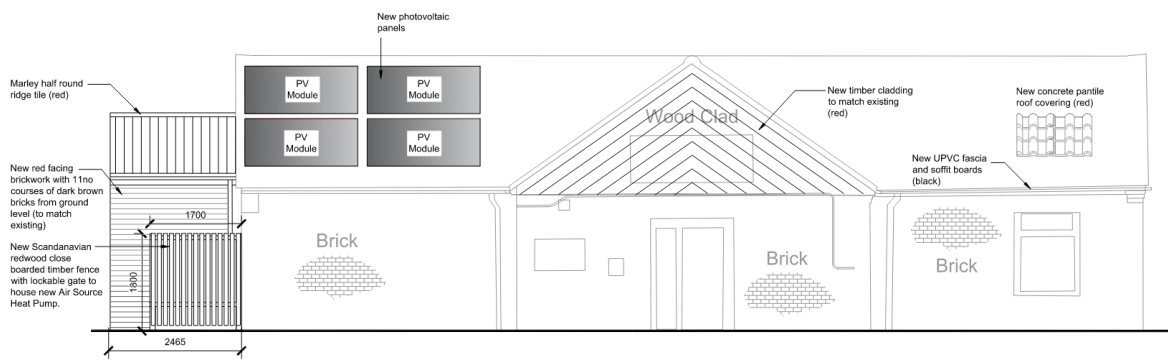 New photovoltaic
panels
Marley half round
ridge tile (red)
PV
Module
PV
Module
PV
Module
PV
Module
New timber cladding
to match existing
(red)
Wood Clad
New concrete pantile
roof covering (red)
New UPVC fascia
and soffit boards
(black)
New red facing
brickwork with 11no
courses of dark brown
bricks from ground
level (to match
existing)
1700
New Scandanavian
redwood close
boarded timber fence
with lockable gate to
house new Air Source
Heat Pump.
1800
Brick
Brick
Brick
2465